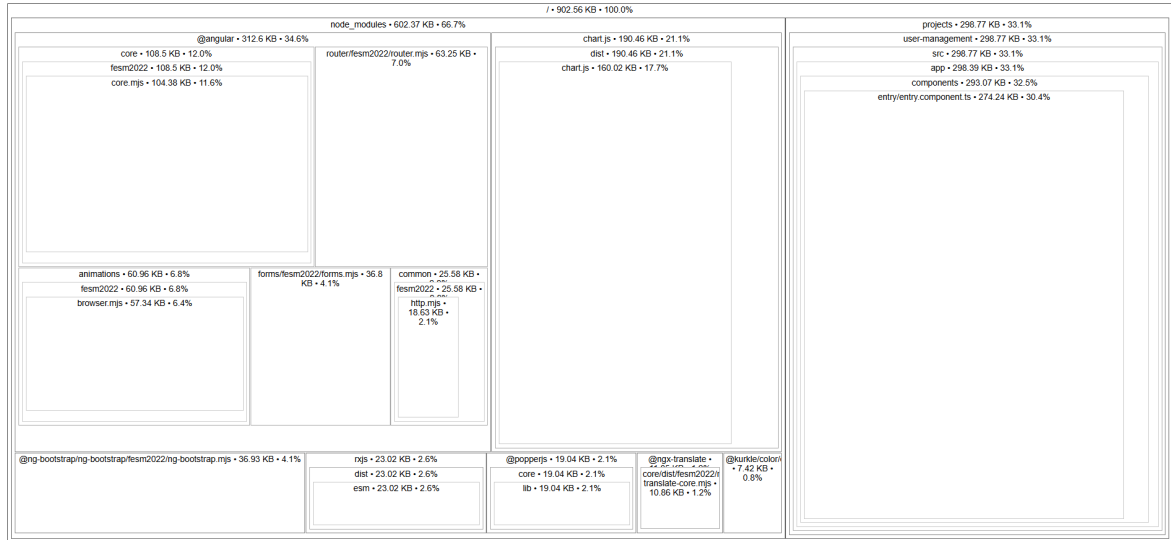 / • 902.56 KB • 100.0%
node_modules • 602.37 KB • 66.7%
@angular • 312.6 KB • 34.6%
core • 108.5 KB • 12.0%
fesm2022 • 108.5 KB • 12.0%
core.mjs • 104.38 KB • 11.6%
router/fesm2022/router.mjs • 63.25 KB •
7.0%
animations • 60.96 KB • 6.8%
fesm2022 • 60.96 KB • 6.8%
browser.mjs • 57.34 KB • 6.4%
forms/fesm2022/forms.mjs • 36.8
KB • 4.1%
common • 25.58 KB •
fesm2022 • 25.58 KB •
http.mjs •
18.63 KB •
2.1%
chart.js • 190.46 KB • 21.1%
dist • 190.46 KB • 21.1%
chart.js • 160.02 KB • 17.7%
@ng-bootstrap/ng-bootstrap/fesm2022/ng-bootstrap.mjs • 36.93 KB • 4.1%
rxjs • 23.02 KB • 2.6%
dist • 23.02 KB • 2.6%
esm • 23.02 KB • 2.6%
@popperjs • 19.04 KB • 2.1%
core • 19.04 KB • 2.1%
lib • 19.04 KB • 2.1%
@ngx-translate •
core/dist/fesm2022/
translate-core.mjs •
10.86 KB • 1.2%
@kurkle/color/
• 7.42 KB •
0.8%
projects • 298.77 KB • 33.1%
user-management • 298.77 KB • 33.1%
src • 298.77 KB • 33.1%
app • 298.39 KB • 33.1%
components • 293.07 KB • 32.5%
entry/entry.component.ts • 274.24 KB • 30.4%